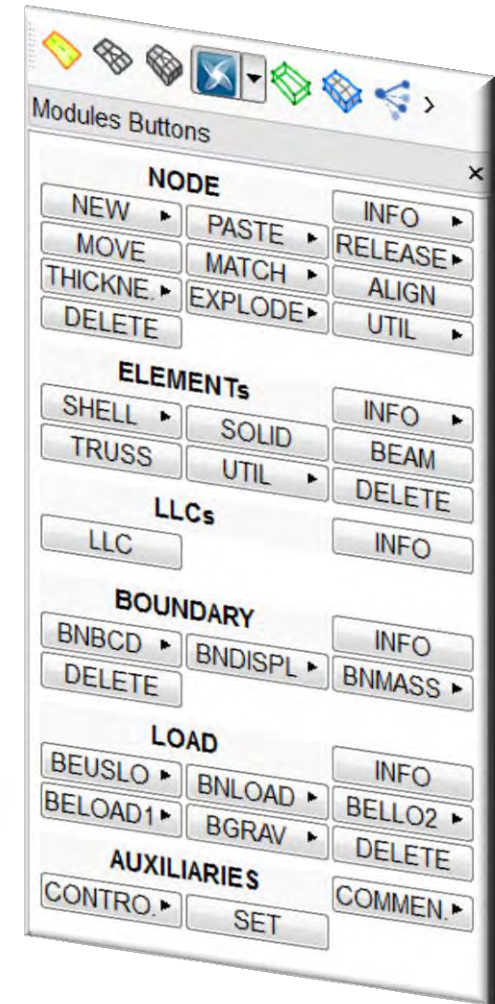 Modules Buttons
NODE
NEW PASTE INFO
MOVE MATCH RELEASE
THICKNE. EXPLODE ALIGN
DELETE UTIL
ELEMENTs
SHELL SOLID INFO
TRUSS UTIL BEAM
DELETE
LLCs
LLC INFO
BOUNDARY
BNBCD BNDISPL INFO
DELETE BNMASS
LOAD
BEUSLO BNLOAD INFO
BELOAD1 BGRAV BELLO2
DELETE
AUXILIARIES
CONTRO. SET COMMEN.